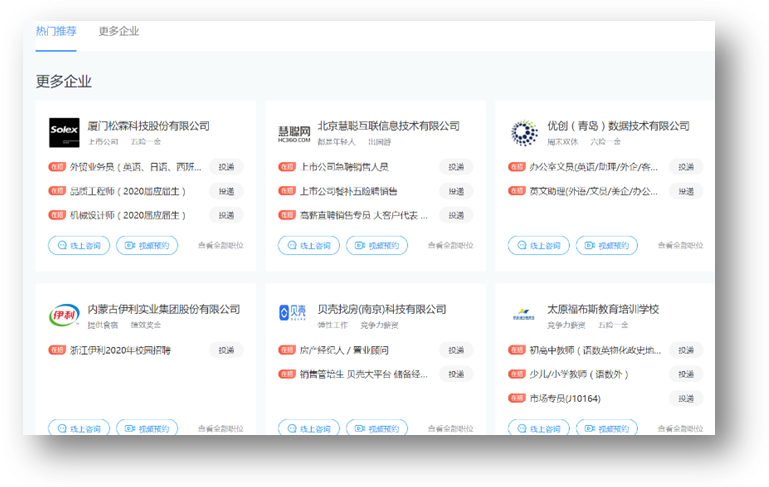 热门推荐 更多企业
更多企业
Solex 厦门松霖科技股份有限公司
上市公司 五险一金
在招 外贸业务员（英语、日语、西班... 投递
在招 品质工程师（2020届应届生） 投递
在招 机械设计师（2020届应届生） 投递
线上咨询 视频预约 查看全部职位
慧聪网 HC360.COM 北京慧聪互联信息技术有限公司
都是年轻人 出国游
在招 上市公司急聘销售人员 投递
在招 上市公司餐补五险聘销售 投递
在招 高薪直聘销售专员 大客户代表 ... 投递
线上咨询 视频预约 查看全部职位
优创（青岛）数据技术有限公司
周末双休 六险一金
在招 办公室文员(英语/助理/外企/客... 投递
在招 英文助理(外语/文员/美企/办公... 投递
线上咨询 视频预约 查看全部职位
伊利 内蒙古伊利实业集团股份有限公司
提供食宿 绩效奖金
在招 浙江伊利2020年校园招聘 投递
线上咨询 视频预约 查看全部职位
贝壳 贝壳找房(南京)科技有限公司
弹性工作 竞争力薪资
在招 房产经纪人 / 置业顾问 投递
在招 销售管培生 贝壳大平台 储备经... 投递
线上咨询 视频预约 查看全部职位
太原福布斯教育培训学校
竞争力薪资 五险一金
在招 初高中教师（语数英物化政史地... 投递
在招 少儿/小学教师（语数外） 投递
在招 市场专员(J10164) 投递
线上咨询 视频预约 查看全部职位